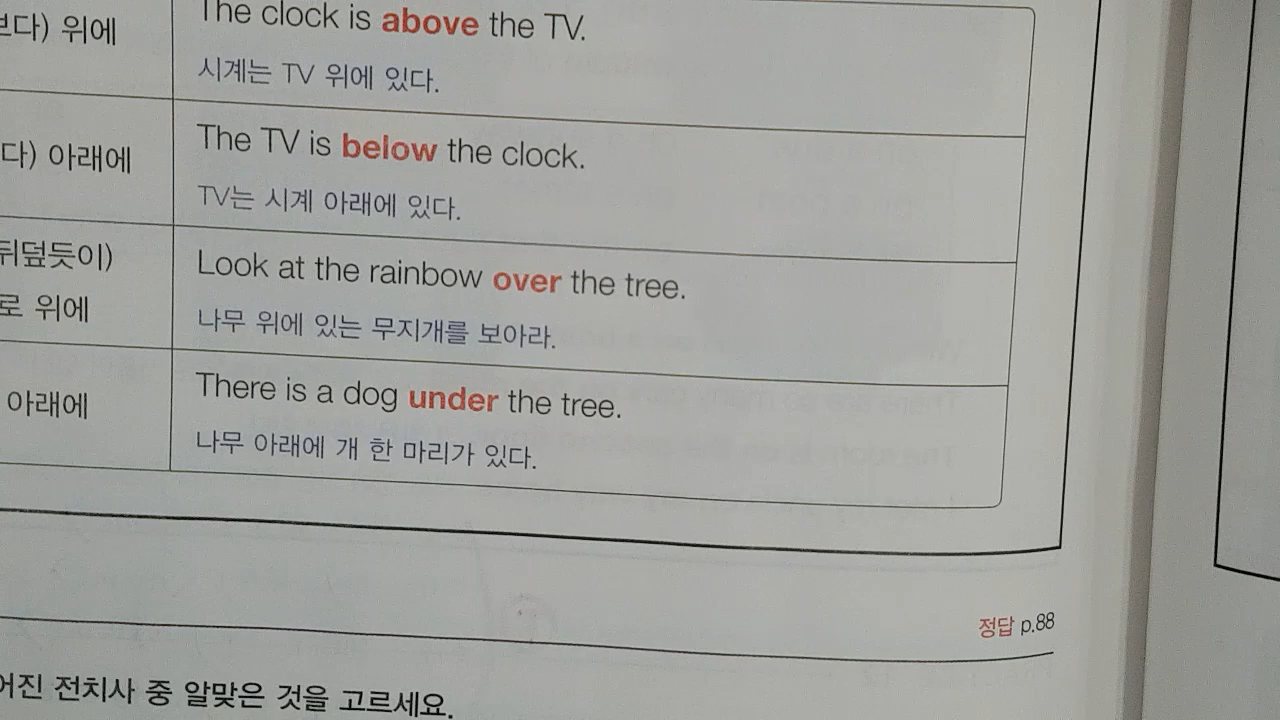 보다) 위에
The clock is above the TV.
시계는 TV 위에 있다.
다) 아래에
The TV is below the clock.
TV는 시계 아래에 있다.
뒤덮듯이)
로 위에
Look at the rainbow over the tree.
나무 위에 있는 무지개를 보아라.
아래에
There is a dog under the tree.
나무 아래에 개 한 마리가 있다.
정답 p.88
어진 전치사 중 알맞은 것을 고르세요.